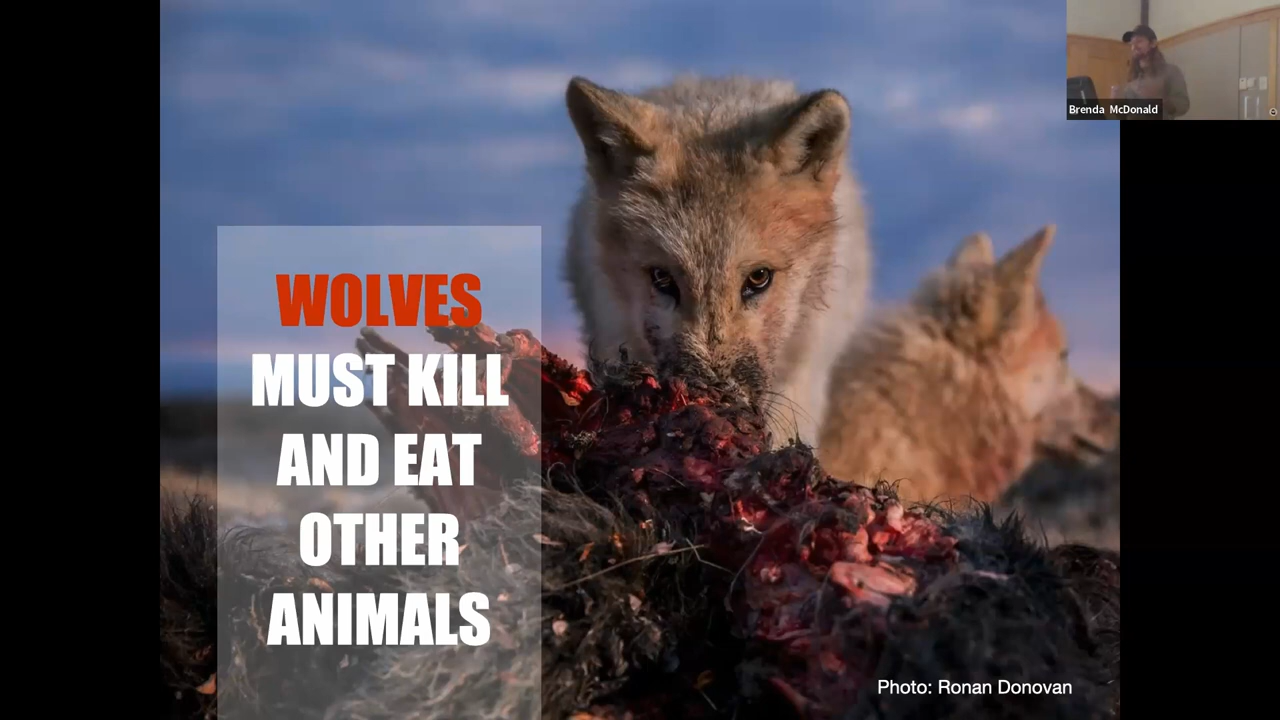 Brenda McDonald
WOLVES
MUST KILL
AND EAT
OTHER
ANIMALS
Photo: Ronan Donovan